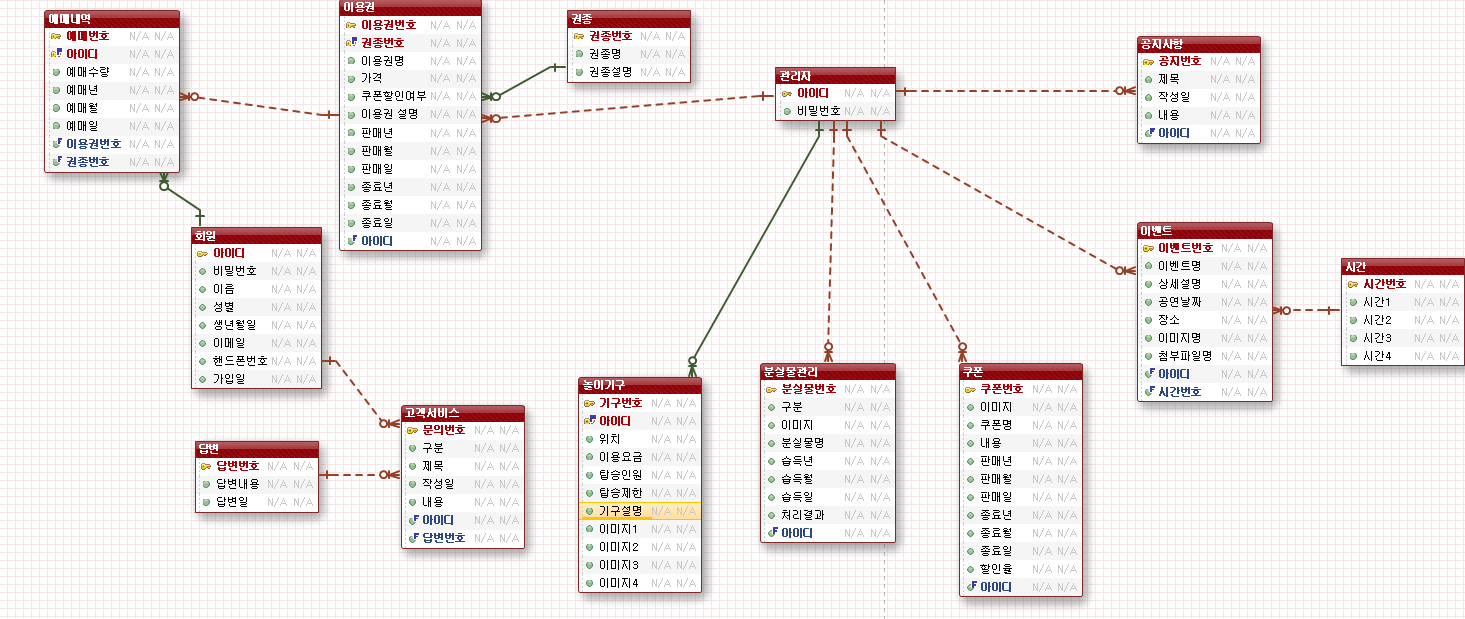 예매내역
예매번호 N/A N/A
아이디 N/A N/A
예매수량 N/A N/A
예매년 N/A N/A
예매월 N/A N/A
예매일 N/A N/A
이용권번호 N/A N/A
권종번호 N/A N/A
이용권
이용권번호 N/A N/A
권종번호 N/A N/A
이용권명 N/A N/A
가격 N/A N/A
쿠폰할인여부 N/A N/A
이용권 설명 N/A N/A
판매년 N/A N/A
판매월 N/A N/A
판매일 N/A N/A
종료년 N/A N/A
종료월 N/A N/A
종료일 N/A N/A
아이디 N/A N/A
권종
권종번호 N/A N/A
권종명 N/A N/A
권종설명 N/A N/A
관리자
아이디 N/A N/A
비밀번호 N/A N/A
공지사항
공지번호 N/A N/A
제목 N/A N/A
작성일 N/A N/A
내용 N/A N/A
아이디 N/A N/A
회원
아이디 N/A N/A
비밀번호 N/A N/A
이름 N/A N/A
성별 N/A N/A
생년월일 N/A N/A
이메일 N/A N/A
핸드폰번호 N/A N/A
가입일 N/A N/A
이벤트
이벤트번호 N/A N/A
이벤트명 N/A N/A
상세설명 N/A N/A
공연날짜 N/A N/A
장소 N/A N/A
이미지명 N/A N/A
첨부파일명 N/A N/A
아이디 N/A N/A
시간번호 N/A N/A
시간
시간번호 N/A N/A
시간1 N/A N/A
시간2 N/A N/A
시간3 N/A N/A
시간4 N/A N/A
답변
답변번호 N/A N/A
답변내용 N/A N/A
답변일 N/A N/A
고객서비스
문의번호 N/A N/A
구분 N/A N/A
제목 N/A N/A
작성일 N/A N/A
내용 N/A N/A
아이디 N/A N/A
답변번호 N/A N/A
놀이기구
기구번호 N/A N/A
아이디 N/A N/A
위치 N/A N/A
이용요금 N/A N/A
탑승인원 N/A N/A
탑승제한 N/A N/A
기구설명 N/A N/A
이미지1 N/A N/A
이미지2 N/A N/A
이미지3 N/A N/A
이미지4 N/A N/A
분실물관리
분실물번호 N/A N/A
구분 N/A N/A
이미지 N/A N/A
분실물명 N/A N/A
습득년 N/A N/A
습득월 N/A N/A
습득일 N/A N/A
처리결과 N/A N/A
아이디 N/A N/A
쿠폰
쿠폰번호 N/A N/A
이미지 N/A N/A
쿠폰명 N/A N/A
내용 N/A N/A
판매년 N/A N/A
판매월 N/A N/A
판매일 N/A N/A
종료년 N/A N/A
종료월 N/A N/A
종료일 N/A N/A
할인율 N/A N/A
아이디 N/A N/A